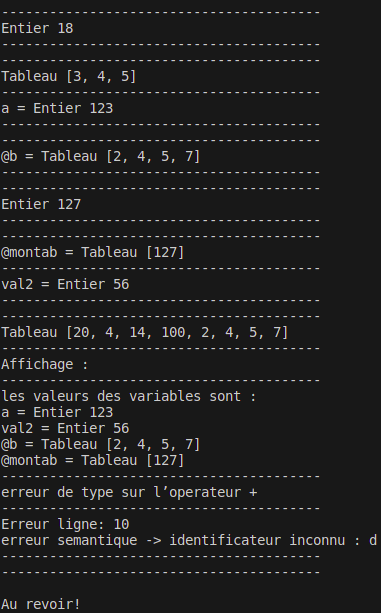 ----------------------------------------
Entier 18
----------------------------------------
----------------------------------------
Tableau [3, 4, 5]
----------------------------------------
a = Entier 123
----------------------------------------
----------------------------------------
@b = Tableau [2, 4, 5, 7]
----------------------------------------
----------------------------------------
Entier 127
----------------------------------------
----------------------------------------
@montab = Tableau [127]
----------------------------------------
val2 = Entier 56
----------------------------------------
----------------------------------------
Tableau [20, 4, 14, 100, 2, 4, 5, 7]
----------------------------------------
Affichage :
----------------------------------------
les valeurs des variables sont :
a = Entier 123
val2 = Entier 56
@b = Tableau [2, 4, 5, 7]
@montab = Tableau [127]
----------------------------------------
erreur de type sur l’operateur +
----------------------------------------
Erreur ligne: 10
erreur semantique -> identificateur inconnu : d
----------------------------------------
----------------------------------------
Au revoir!